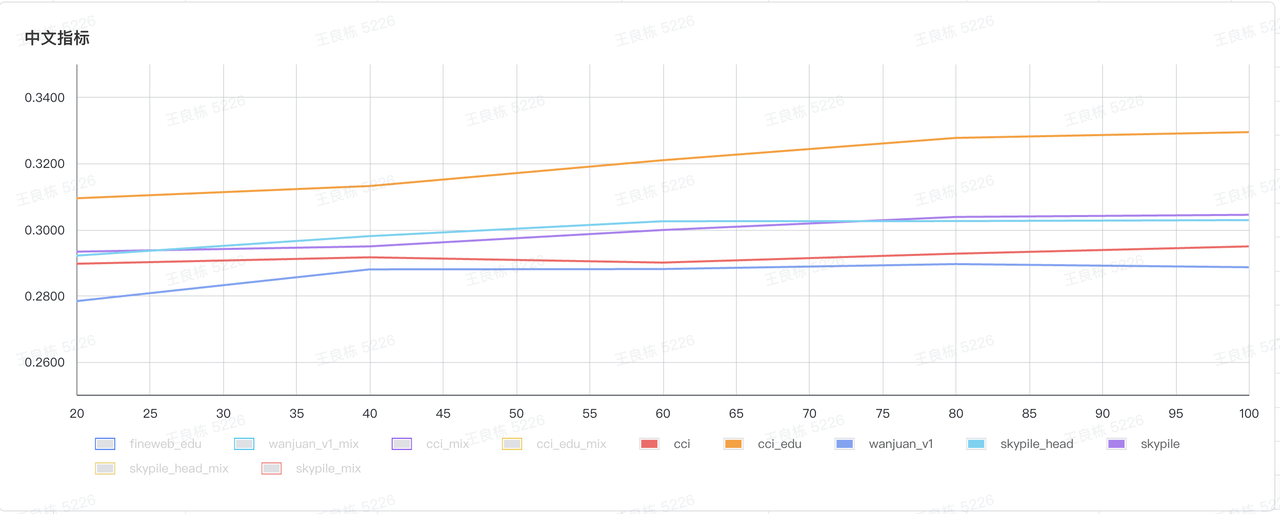 中文指标
0.3400
0.3200
0.3000
0.2800
0.2600
20 25 30 35 40 45 50 55 60 65 70 75 80 85 90 95 100
fineweb_edu wanjuan_v1_mix cci_mix cci_edu_mix cci cci_edu wanjuan_v1 skypile_head skypile
skypile_head_mix skypile_mix
王良栋 5226